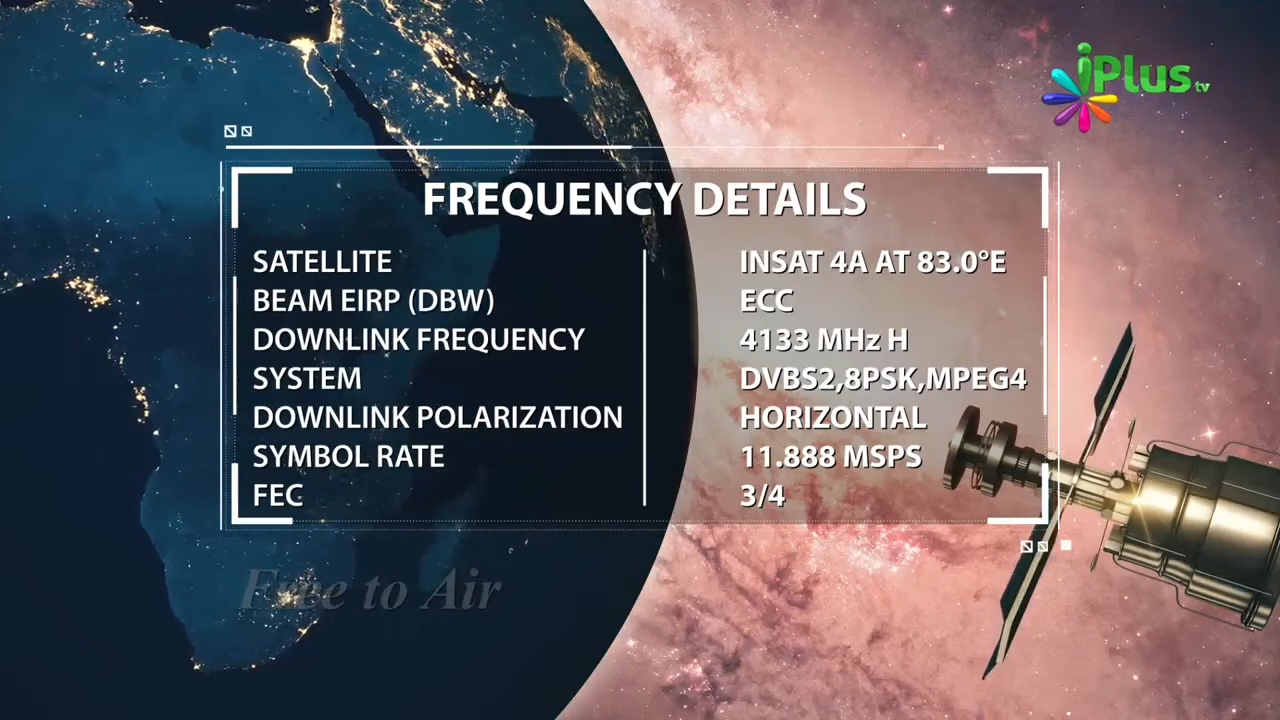 iPlus tv
FREQUENCY DETAILS
SATELLITE INSAT 4A AT 83.0°E
BEAM EIRP (DBW) ECC
DOWNLINK FREQUENCY 4133 MHz H
SYSTEM DVBS2,8PSK,MPEG4
DOWNLINK POLARIZATION HORIZONTAL
SYMBOL RATE 11.888 MSPS
FEC 3/4
Free to Air